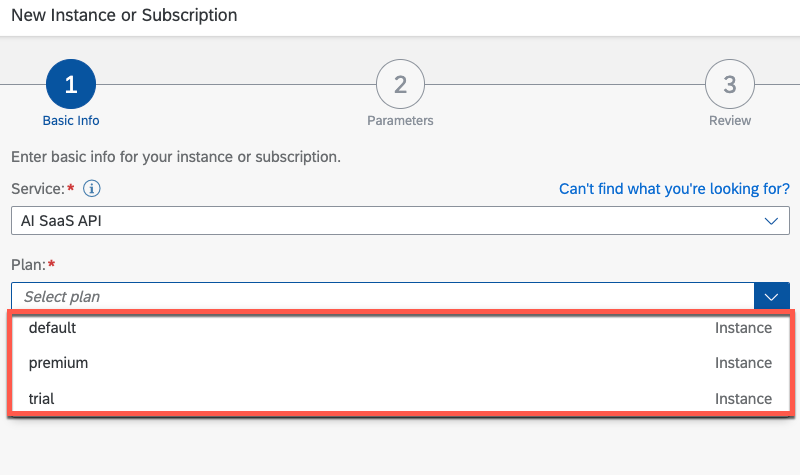 New Instance or Subscription
1 2 3
Basic Info Parameters Review
Enter basic info for your instance or subscription.
Service:* i Can't find what you're looking for?
AI SaaS API
Plan:*
Select plan
default Instance
premium Instance
trial Instance